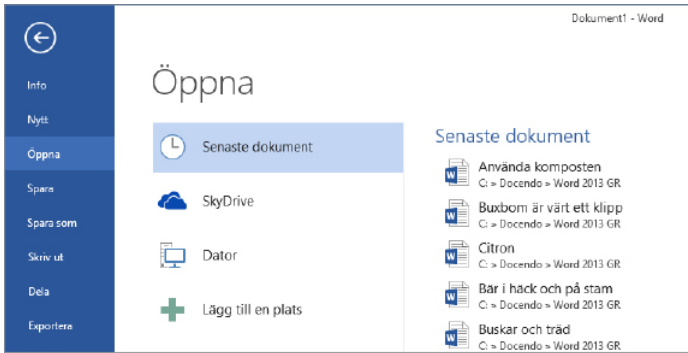 Dokument1 - Word
Info
Nytt
Öppna
Spara
Spara som
Skriv ut
Dela
Exportera
Öppna
Senaste dokument
SkyDrive
Dator
Lägg till en plats
Senaste dokument
Använda komposten
C: » Docendo » Word 2013 GR
Buxbom är värt ett klipp
C: » Docendo » Word 2013 GR
Citron
C: » Docendo » Word 2013 GR
Bär i häck och på stam
C: » Docendo » Word 2013 GR
Buskar och träd
C: » Docendo » Word 2013 GR